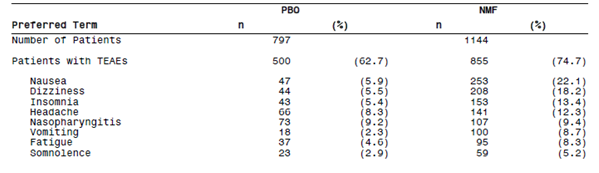 PBO NMF
Preferred Term n (%) n (%)
Number of Patients 797 1144
Patients with TEAEs 500 (62.7) 855 (74.7)
Nausea 47 (5.9) 253 (22.1)
Dizziness 44 (5.5) 208 (18.2)
Insomnia 43 (5.4) 153 (13.4)
Headache 66 (8.3) 141 (12.3)
Nasopharyngitis 73 (9.2) 107 (9.4)
Vomiting 18 (2.3) 100 (8.7)
Fatigue 37 (4.6) 95 (8.3)
Somnolence 23 (2.9) 59 (5.2)